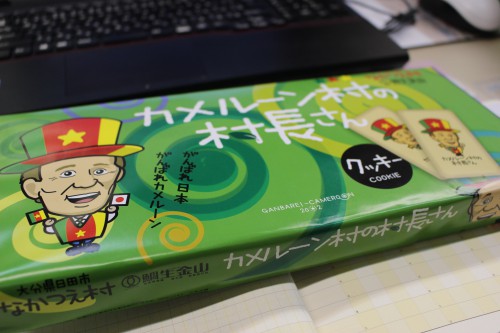 カメルーン村の
村長さん
がんばれ日本
がんばれカメルーン
クッキー
COOKIE
GANBARE!-CAMEROON
大分県日田市
なかつえ村
カメルーン村の村長さん